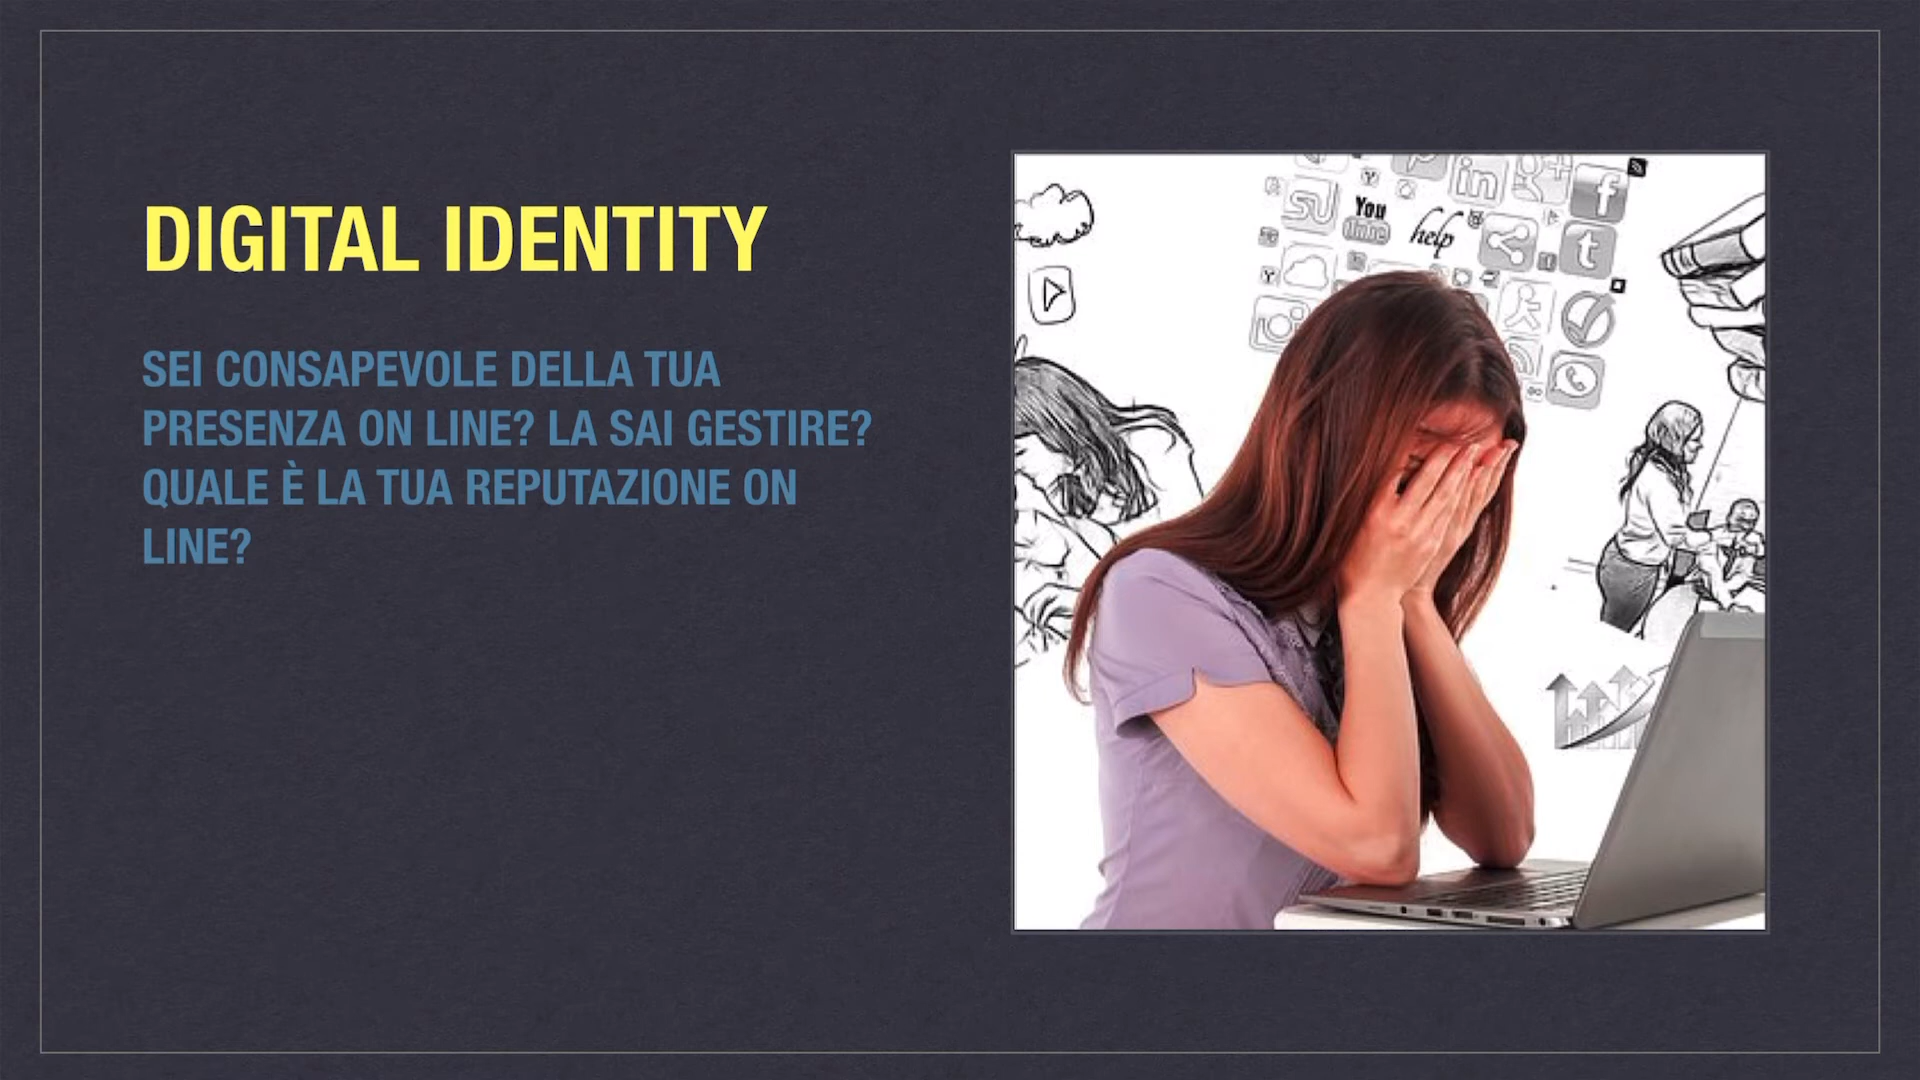 DIGITAL IDENTITY
SEI CONSAPEVOLE DELLA TUA
PRESENZA ON LINE? LA SAI GESTIRE?
QUALE È LA TUA REPUTAZIONE ON
LINE?
in
g+
f
You
Tube
help
t